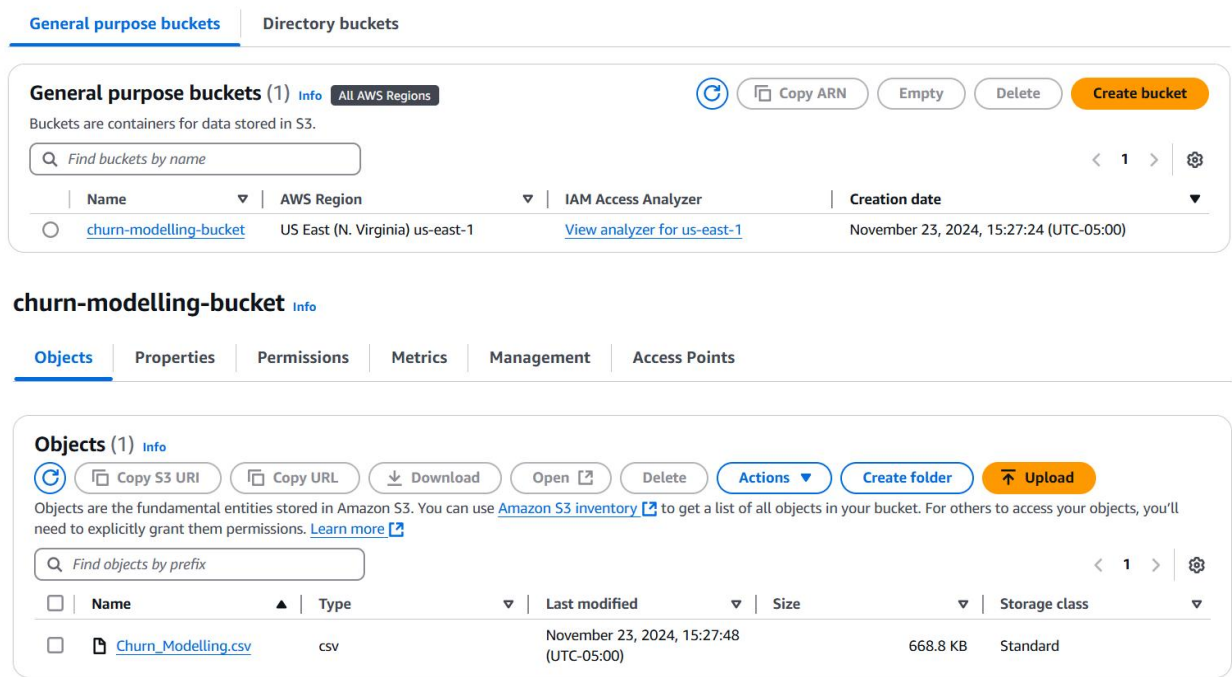 General purpose buckets Directory buckets
General purpose buckets (1) Info All AWS Regions Copy ARN Empty Delete Create bucket
Buckets are containers for data stored in S3.
Find buckets by name 1
Name AWS Region IAM Access Analyzer Creation date
churn-modelling-bucket US East (N. Virginia) us-east-1 View analyzer for us-east-1 November 23, 2024, 15:27:24 (UTC-05:00)
churn-modelling-bucket Info
Objects Properties Permissions Metrics Management Access Points
Objects (1) Info
Copy S3 URI Copy URL Download Open Delete Actions Create folder Upload
Objects are the fundamental entities stored in Amazon S3. You can use Amazon S3 inventory to get a list of all objects in your bucket. For others to access your objects, you'll
need to explicitly grant them permissions. Learn more
Find objects by prefix 1
Name Type Last modified Size Storage class
Churn_Modelling.csv csv November 23, 2024, 15:27:48 (UTC-05:00) 668.8 KB Standard